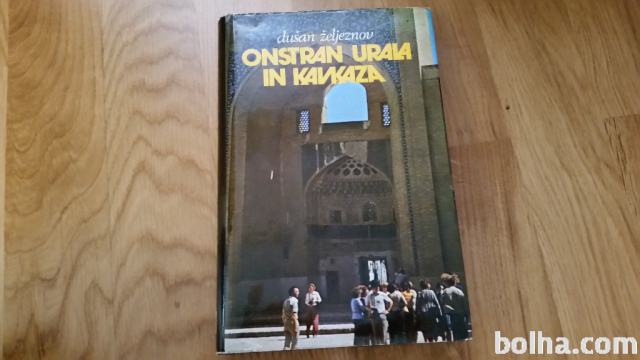 dušan željeznov
ONSTRAN URALA
IN KAVKAZA
bolha.com!